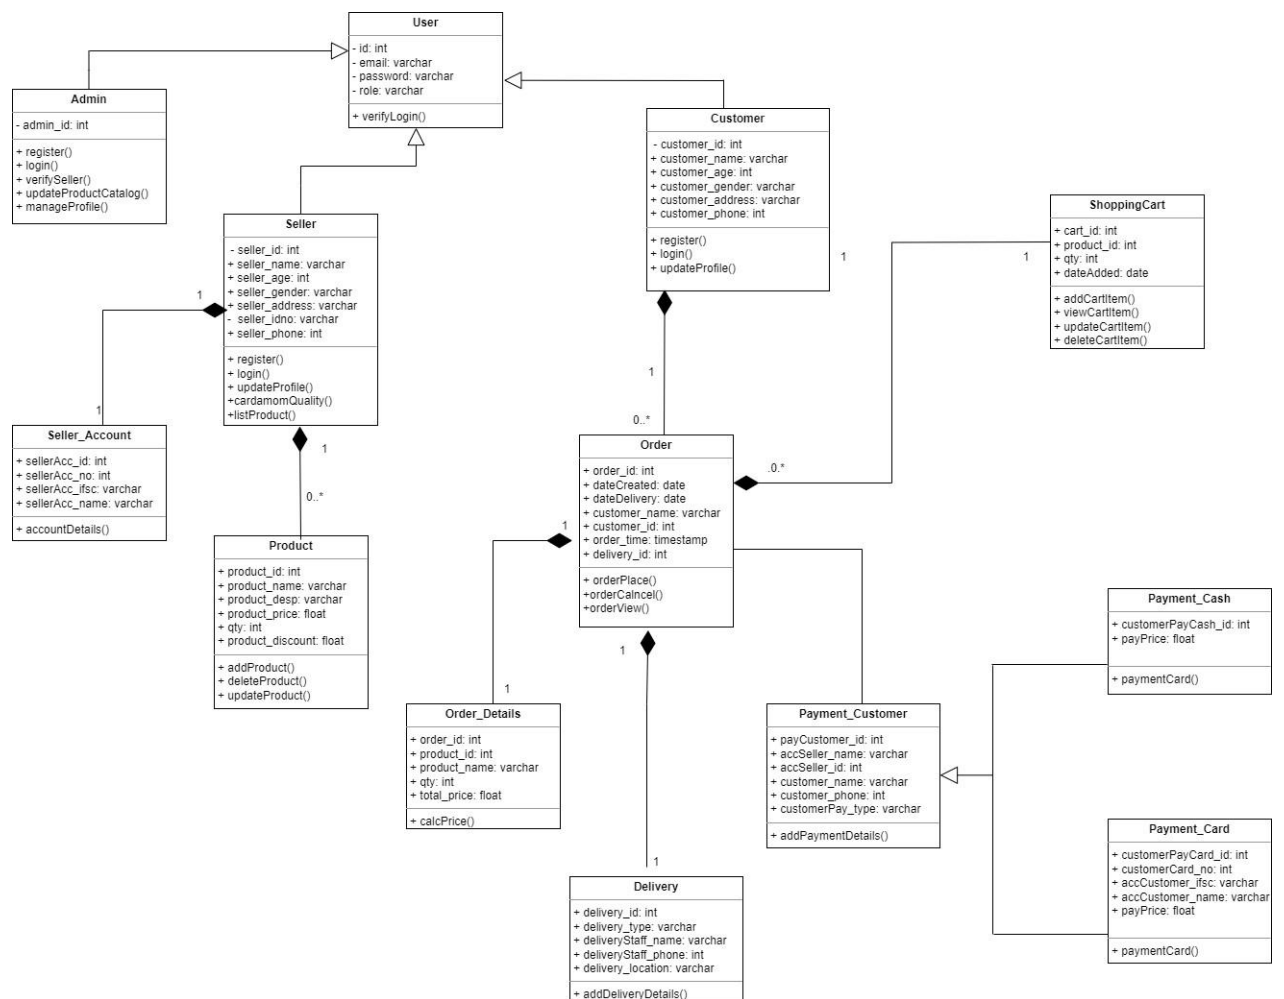 User
- id: int
- email: varchar
- password: varchar
- role: varchar
+ verifyLogin()
Admin
- admin_id: int
+ register()
+ login()
+ verifySeller()
+ updateProductCatalog()
+ manageProfile()
Customer
- customer_id: int
+ customer_name: varchar
+ customer_age: int
+ customer_gender: varchar
+ customer_address: varchar
+ customer_phone: int
+ register()
+ login()
+ updateProfile()
1
ShoppingCart
+ cart_id: int
+ product_id: int
+ qty: int
+ dateAdded: date
+ addCartItem()
+ viewCartItem()
+ updateCartItem()
+ deleteCartItem()
1
Seller
- seller_id: int
+ seller_name: varchar
+ seller_age: int
+ seller_gender: varchar
+ seller_address: varchar
- seller_idno: varchar
+ seller_phone: int
+ register()
+ login()
+ updateProfile()
+cardamomQuality()
+listProduct()
1
1
Seller_Account
+ sellerAcc_id: int
+ sellerAcc_no: int
+ sellerAcc_ifsc: varchar
+ sellerAcc_name: varchar
+ accountDetails()
1
0..*
Product
+ product_id: int
+ product_name: varchar
+ product_desp: varchar
+ product_price: float
+ qty: int
+ product_discount: float
+ addProduct()
+ deleteProduct()
+ updateProduct()
1
0..*
Order
+ order_id: int
+ dateCreated: date
+ dateDelivery: date
+ customer_name: varchar
+ customer_id: int
+ order_time: timestamp
+ delivery_id: int
+ orderPlace()
+orderCalncel()
+orderView()
.0.*
1
1
Order_Details
+ order_id: int
+ product_id: int
+ product_name: varchar
+ qty: int
+ total_price: float
+ calcPrice()
1
1
Delivery
+ delivery_id: int
+ delivery_type: varchar
+ deliveryStaff_name: varchar
+ deliveryStaff_phone: int
+ delivery_location: varchar
+ addDeliveryDetails()
Payment_Customer
+ payCustomer_id: int
+ accSeller_name: varchar
+ accSeller_id: int
+ customer_name: varchar
+ customer_phone: int
+ customerPay_type: varchar
+ addPaymentDetails()
Payment_Cash
+ customerPayCash_id: int
+ payPrice: float
+ paymentCard()
Payment_Card
+ customerPayCard_id: int
+ customerCard_no: int
+ accCustomer_ifsc: varchar
+ accCustomer_name: varchar
+ payPrice: float
+ paymentCard()